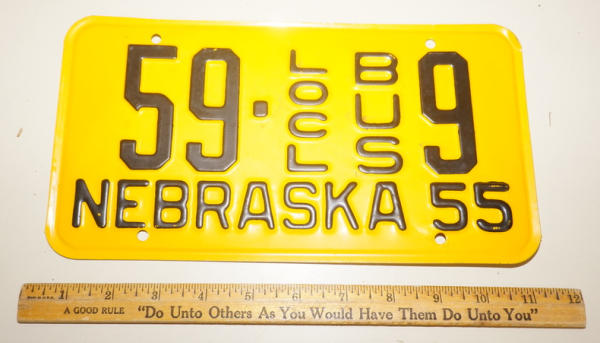 59·LOCL BUS 9
NEBRASKA 55
1 2 3 4 5 6 7 8 9 10 11 12
A GOOD RULE "Do Unto Others As You Would Have Them Do Unto You"